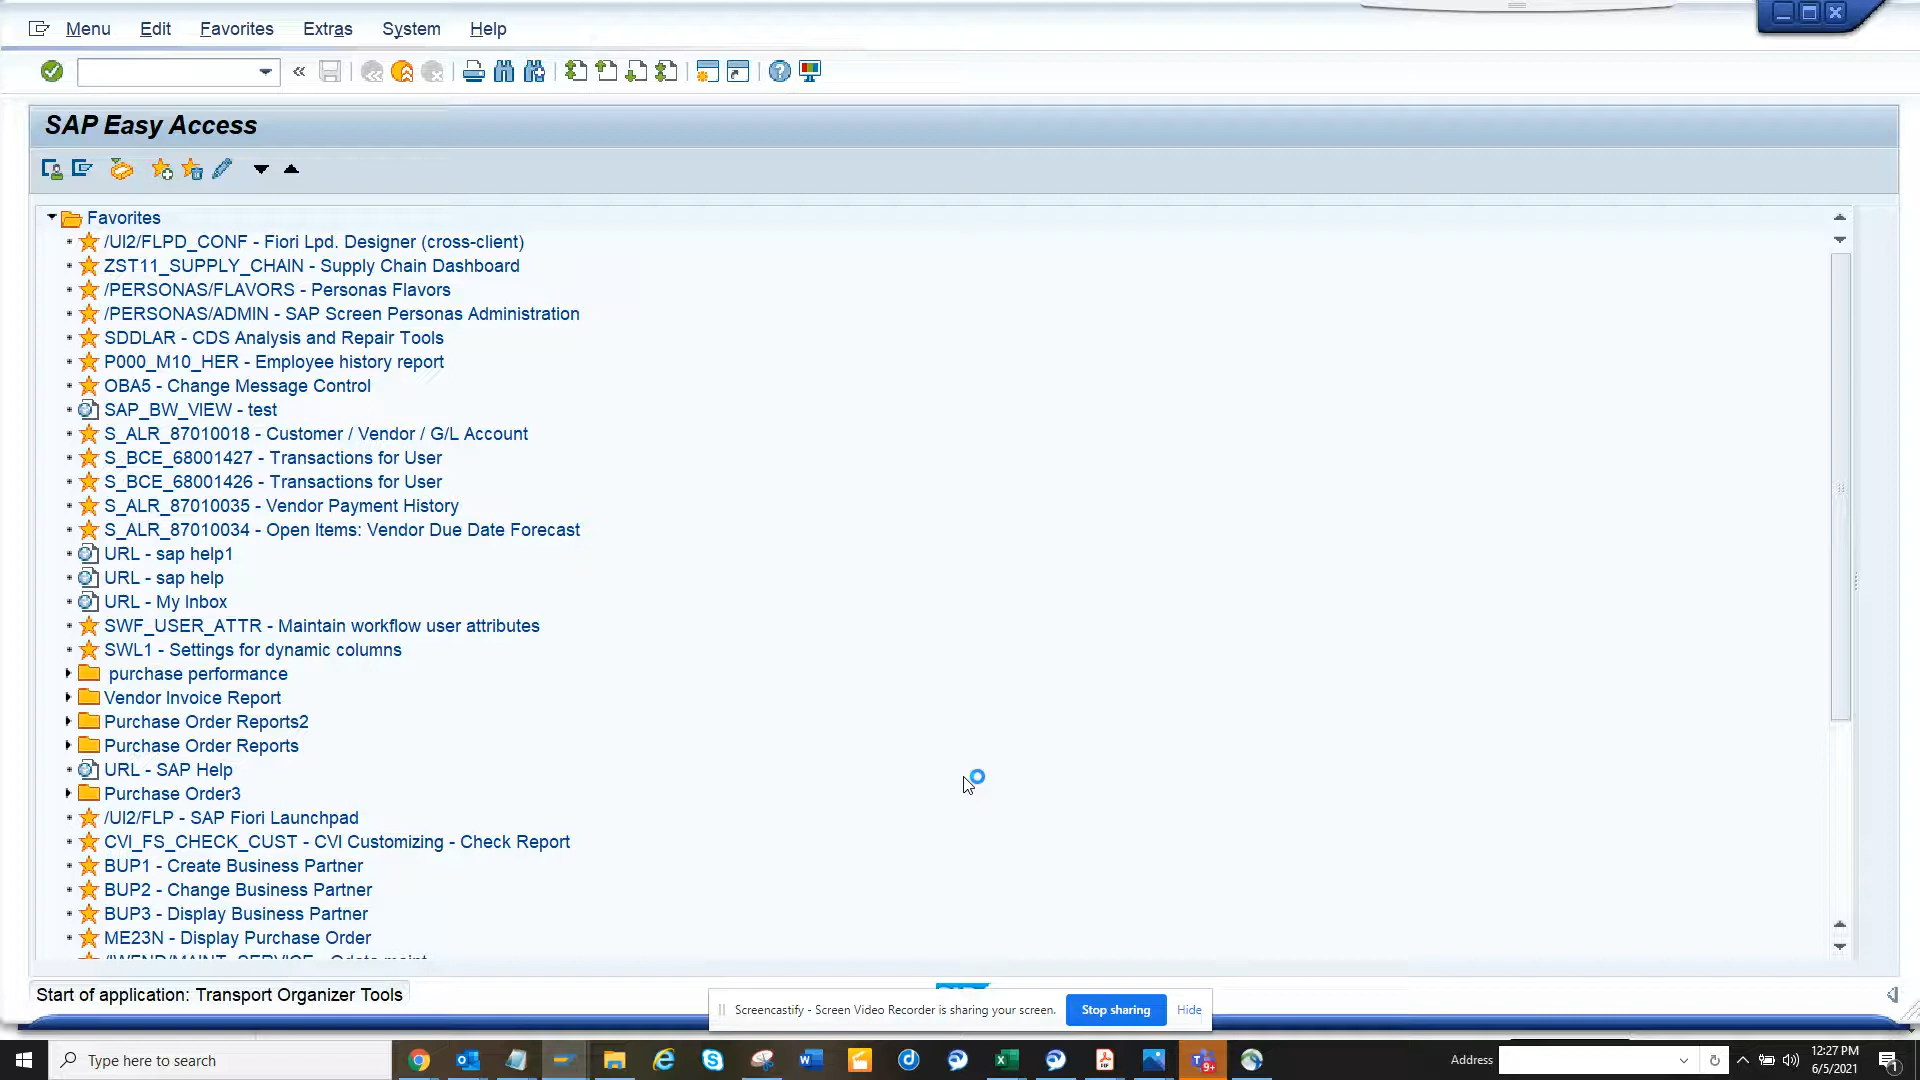 Menu Edit Favorites Extras System Help
SAP Easy Access
Favorites
/UI2/FLPD_CONF - Fiori Lpd. Designer (cross-client)
ZST11_SUPPLY_CHAIN - Supply Chain Dashboard
/PERSONAS/FLAVORS - Personas Flavors
/PERSONAS/ADMIN - SAP Screen Personas Administration
SDDLAR - CDS Analysis and Repair Tools
P000_M10_HER - Employee history report
OBA5 - Change Message Control
SAP_BW_VIEW - test
S_ALR_87010018 - Customer / Vendor / G/L Account
S_BCE_68001427 - Transactions for User
S_BCE_68001426 - Transactions for User
S_ALR_87010035 - Vendor Payment History
S_ALR_87010034 - Open Items: Vendor Due Date Forecast
URL - sap help1
URL - sap help
URL - My Inbox
SWF_USER_ATTR - Maintain workflow user attributes
SWL1 - Settings for dynamic columns
purchase performance
Vendor Invoice Report
Purchase Order Reports2
Purchase Order Reports
URL - SAP Help
Purchase Order3
/UI2/FLP - SAP Fiori Launchpad
CVI_FS_CHECK_CUST - CVI Customizing - Check Report
BUP1 - Create Business Partner
BUP2 - Change Business Partner
BUP3 - Display Business Partner
ME23N - Display Purchase Order
Start of application: Transport Organizer Tools
Screencastify - Screen Video Recorder is sharing your screen. Stop sharing Hide
Type here to search
9+
Address
12:27 PM
6/5/2021
1